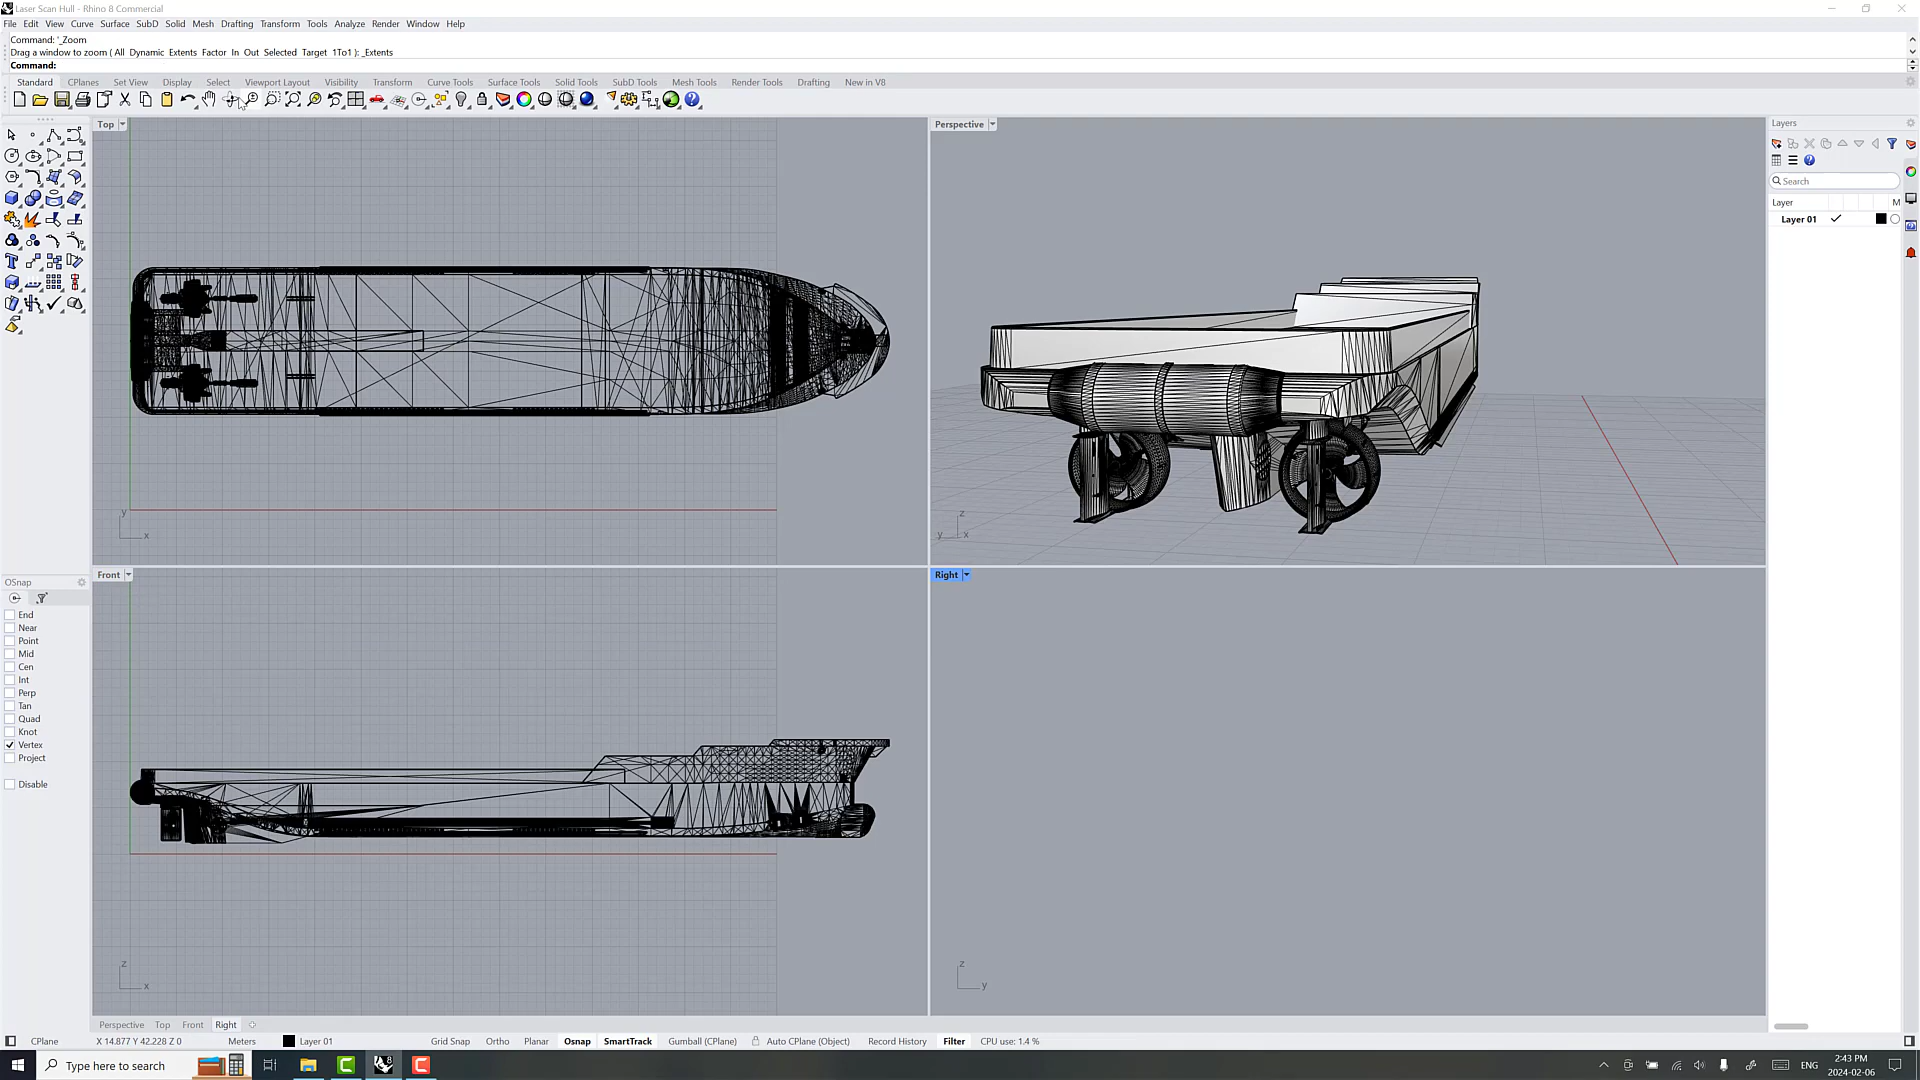 Laser Scan Hull - Rhino 8 Commercial
File Edit View Curve Surface SubD Solid Mesh Drafting Transform Tools Analyze Render Window Help
Command: '_Zoom
Drag a window to zoom ( All Dynamic Extents Factor In Out Selected Target 1To1 ): _Extents
Command:
Standard CPlanes Set View Display Select Viewport Layout Visibility Transform Curve Tools Surface Tools Solid Tools SubD Tools Mesh Tools Render Tools Drafting New in V8
Top
Perspective
Layers
Search
Layer M
Layer 01
y
x
z
y x
OSnap
End
Near
Point
Mid
Cen
Int
Perp
Tan
Quad
Knot
Vertex
Project
Disable
Front
Right
z
x
z
y
Perspective Top Front Right
CPlane X 14.877 Y 42.228 Z 0 Meters Layer 01 Grid Snap Ortho Planar Osnap SmartTrack Gumball (CPlane) Auto CPlane (Object) Record History Filter CPU use: 1.4 %
Type here to search
ENG
2:43 PM
2024-02-06